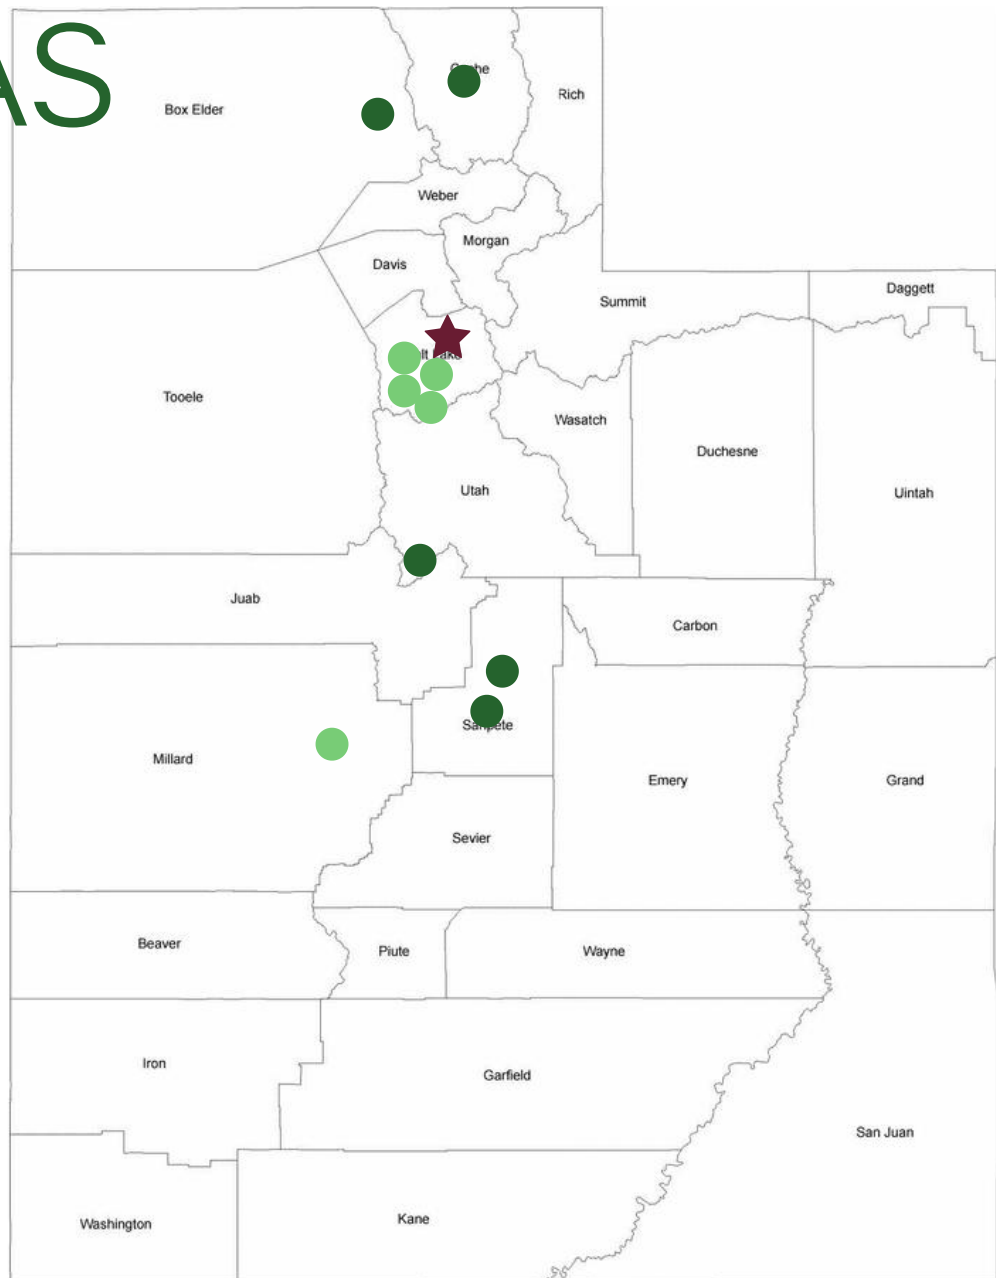 AS
Box Elder
Rich
Weber
Morgan
Davis
Summit
Daggett
Tooele
Wasatch
Duchesne
Utah
Uintah
Juab
Carbon
Sanpete
Millard
Emery
Grand
Sevier
Beaver
Piute
Wayne
Iron
Garfield
San Juan
Washington
Kane